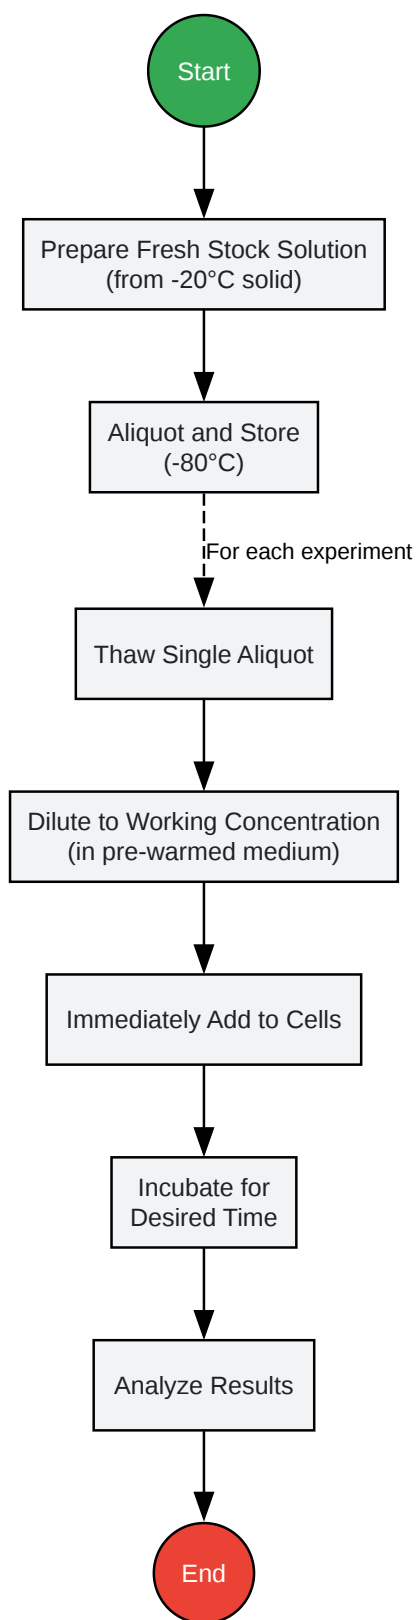 Start
Prepare Fresh Stock Solution
(from -20°C solid)
Aliquot and Store
(-80°C)
For each experiment
Thaw Single Aliquot
Dilute to Working Concentration
(in pre-warmed medium)
Immediately Add to Cells
Incubate for
Desired Time
Analyze Results
End